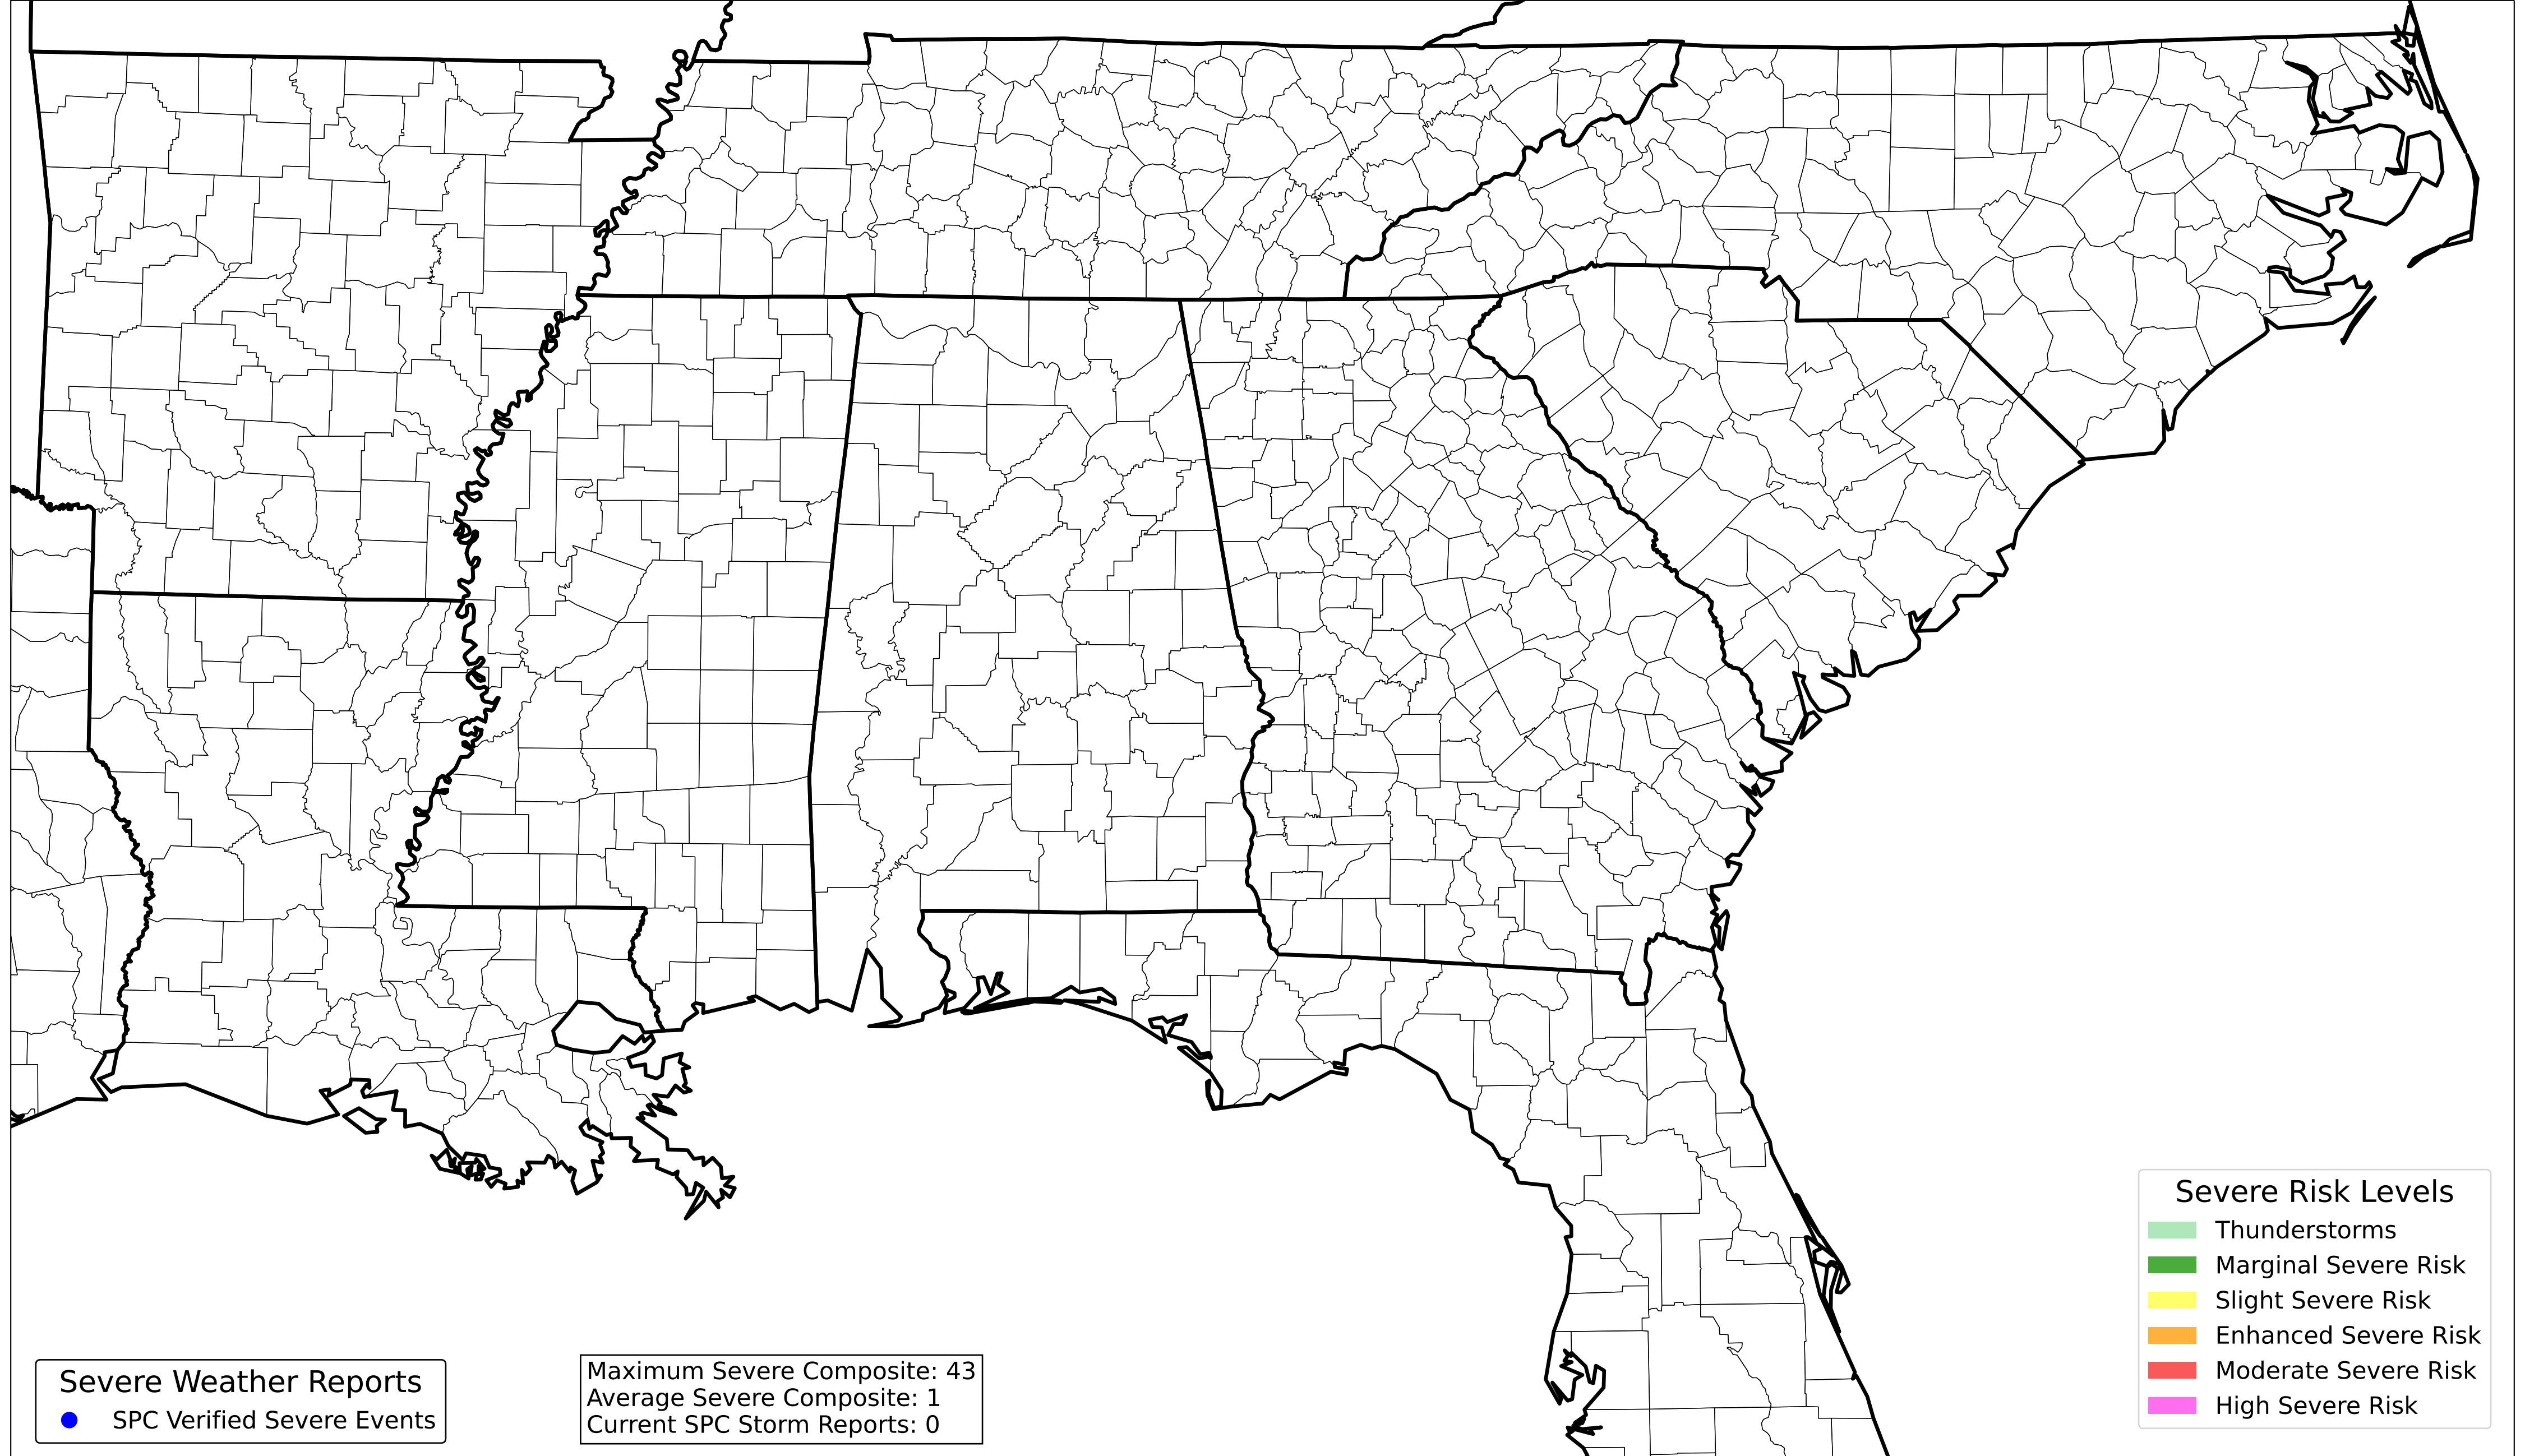 Severe Risk Levels
Thunderstorms
Marginal Severe Risk
Slight Severe Risk
Enhanced Severe Risk
Moderate Severe Risk
High Severe Risk
Severe Weather Reports
SPC Verified Severe Events
Maximum Severe Composite: 43
Average Severe Composite: 1
Current SPC Storm Reports: 0